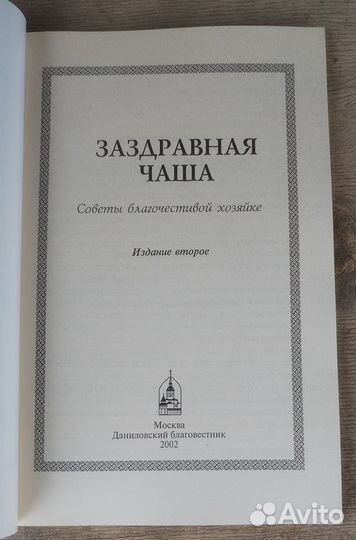 ЗАЗДРАВНАЯ
ЧАША
Советы благочестивой хозяйке
Издание второе
Москва
Даниловский благовестник
2002
Avito